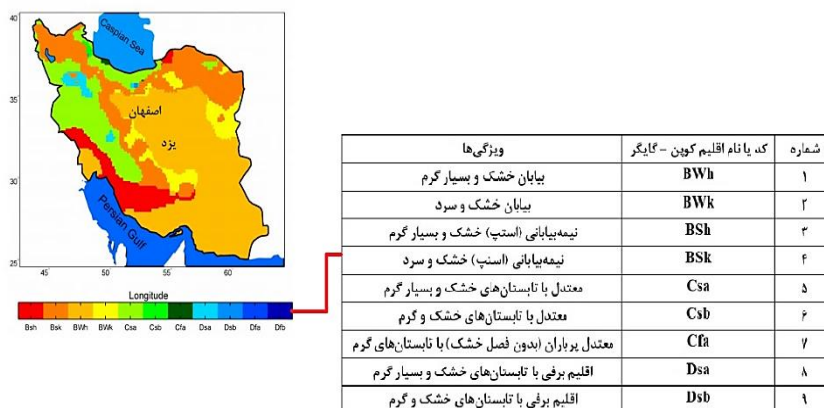 40
Caspian Sea
35
اصفهان
یزد
30
Persian Gulf
25
45 50 55 60
Longitude
Bsh Bsk BWh BWk Csa Csb Cfa Dsa Dsb Dfa Dfb
شماره کد یا نام اقلیم کوپن – گایگر ویژگی‌ها
۱ BWh بیابان خشک و بسیار گرم
۲ BWk بیابان خشک و سرد
۳ BSh نیمه‌بیابانی (استپ) خشک و بسیار گرم
۴ BSk نیمه‌بیابانی (استپ) خشک و سرد
۵ Csa معتدل با تابستان‌های خشک و بسیار گرم
۶ Csb معتدل با تابستان‌های خشک و گرم
۷ Cfa معتدل پرباران (بدون فصل خشک) با تابستان‌های گرم
۸ Dsa اقلیم برفی با تابستان‌های خشک و بسیار گرم
۹ Dsb اقلیم برفی با تابستان‌های خشک و گرم